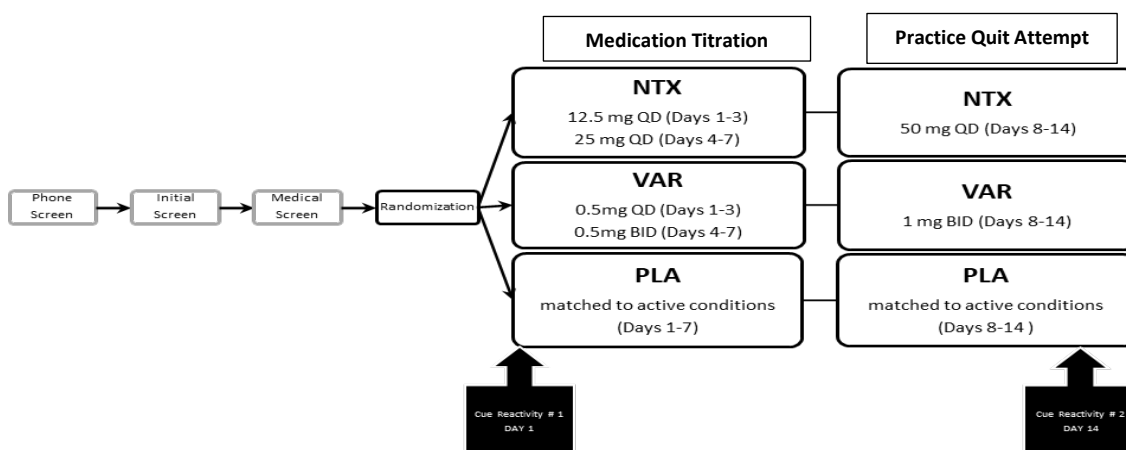 Medication Titration
Practice Quit Attempt
Phone
Screen
Initial
Screen
Medical
Screen
Randomization
NTX
12.5 mg QD (Days 1-3)
25 mg QD (Days 4-7)
NTX
50 mg QD (Days 8-14)
VAR
0.5mg QD (Days 1-3)
0.5mg BID (Days 4-7)
VAR
1 mg BID (Days 8-14)
PLA
matched to active conditions
(Days 1-7)
PLA
matched to active conditions
(Days 8-14 )
Cue Reactivity # 1
DAY 1
Cue Reactivity # 2
DAY 14